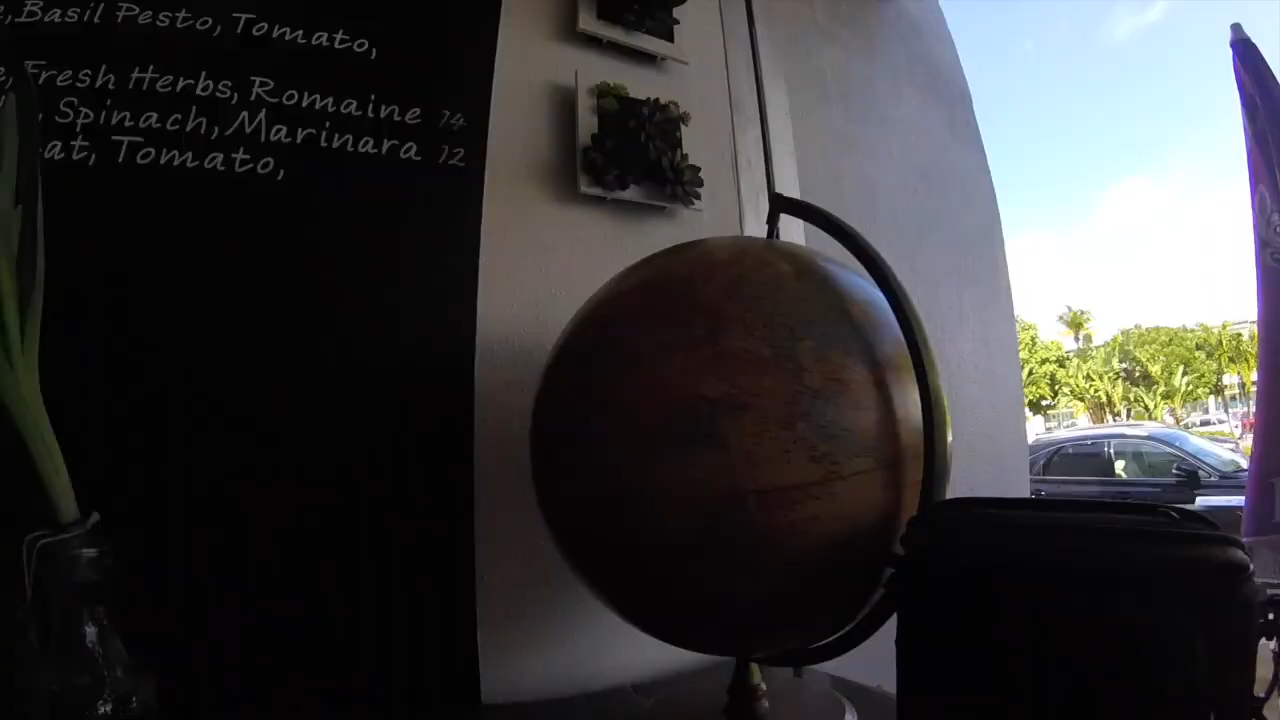 Basil Pesto, Tomato,
Fresh Herbs, Romaine 14
Spinach, Marinara 12
at, Tomato,